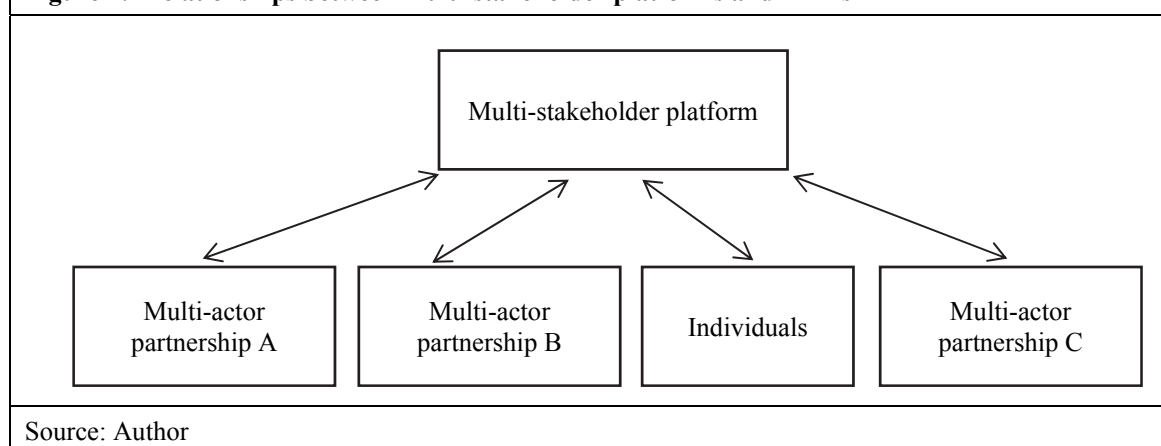 Multi-stakeholder platform
Multi-actor
partnership A
Multi-actor
partnership B
Individuals
Multi-actor
partnership C
Source: Author